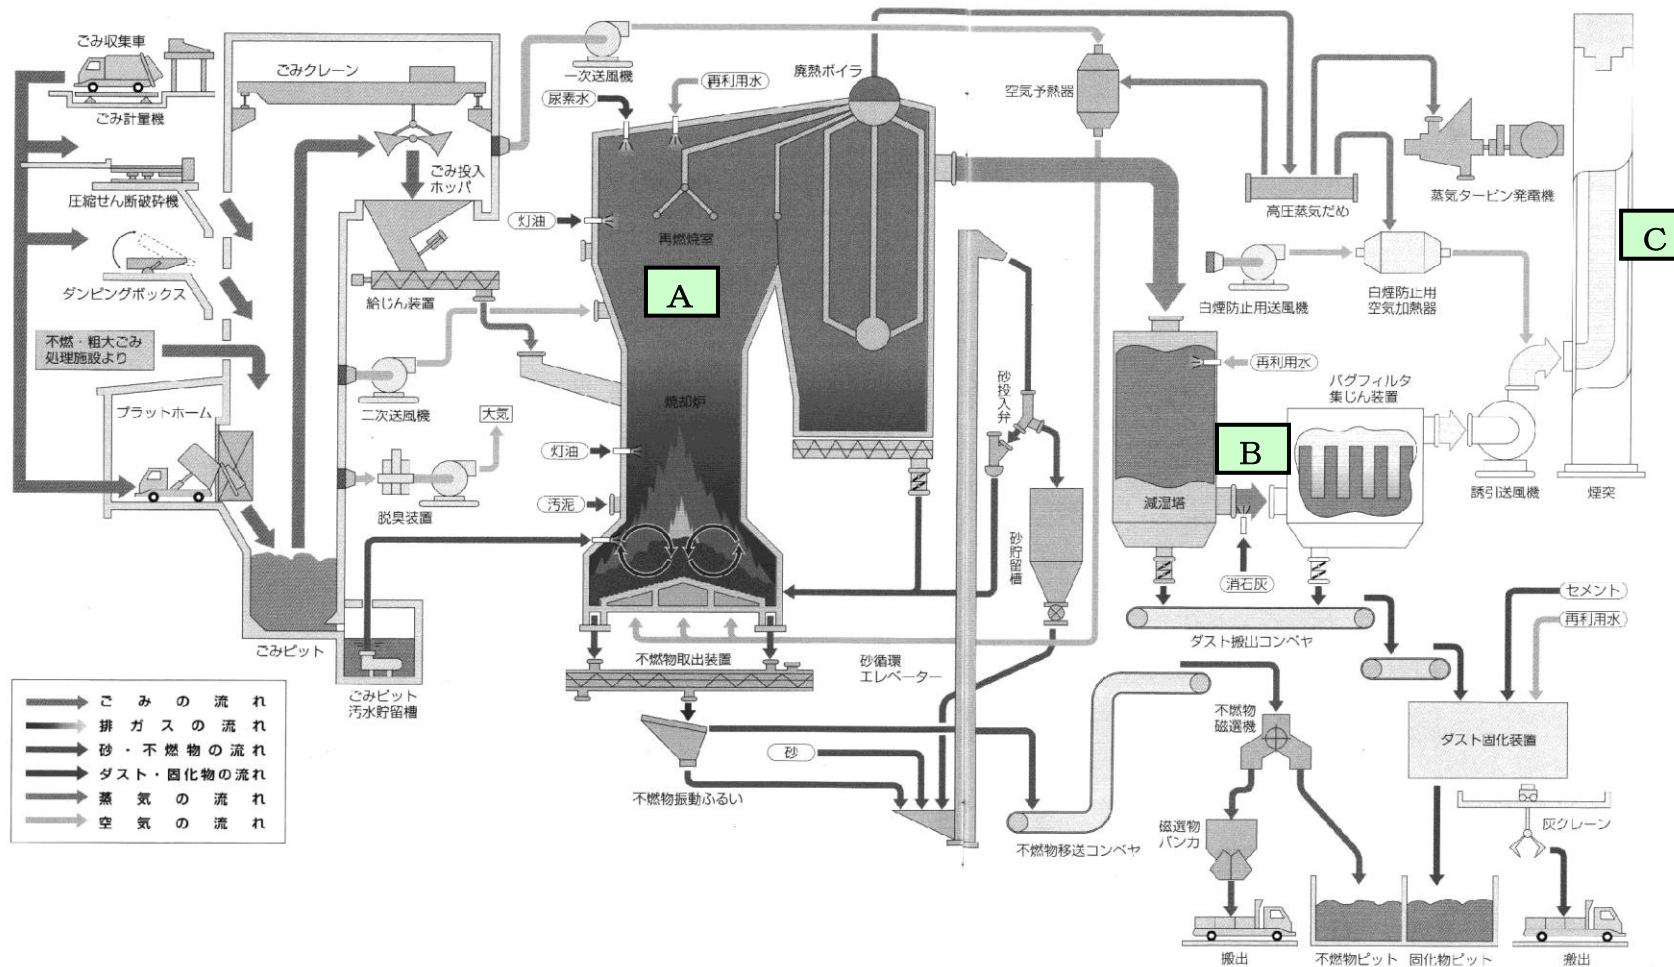 ごみ収集車
ごみ計量機
圧縮せん断破砕機
ダンピングボックス
不燃・粗大ごみ
処理施設より
プラットホーム
ごみピット
ごみピット
汚水貯留槽
ごみクレーン
ごみ投入
ホッパ
給じん装置
一次送風機
二次送風機
脱臭装置
大気
尿素水
再利用水
灯油
灯油
汚泥
再燃焼室
A
焼却炉
廃熱ボイラ
不燃物取出装置
不燃物振動ふるい
砂
砂循環
エレベーター
砂投入弁
砂貯留槽
空気予熱器
高圧蒸気だめ
蒸気タービン発電機
白煙防止用送風機
白煙防止用
空気加熱器
再利用水
減湿塔
B
消石灰
バグフィルタ
集じん装置
誘引送風機
煙突
C
ダスト搬出コンベヤ
セメント
再利用水
ダスト固化装置
灰クレーン
不燃物移送コンベヤ
不燃物
磁選機
磁選物
バンカ
搬出
不燃物ピット
固化物ピット
搬出
ごみの流れ
排ガスの流れ
砂・不燃物の流れ
ダスト・固化物の流れ
蒸気の流れ
空気の流れ